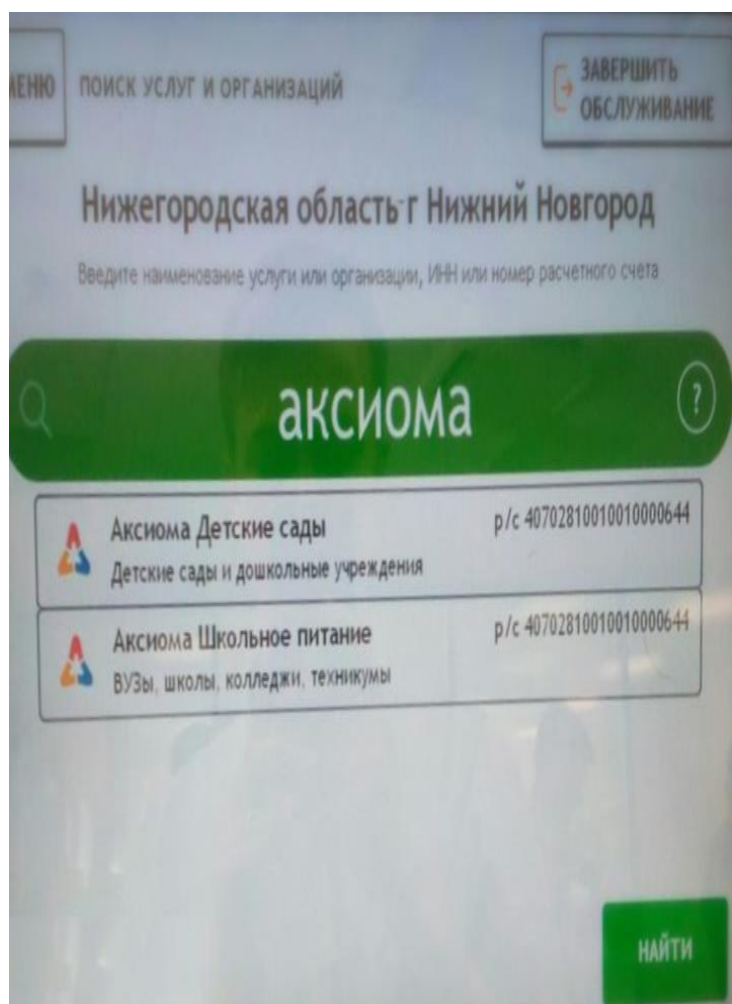 МЕНЮ
ПОИСК УСЛУГ И ОРГАНИЗАЦИЙ
ЗАВЕРШИТЬ
ОБСЛУЖИВАНИЕ
Нижегородская область г Нижний Новгород
Введите наименование услуги или организации, ИНН или номер расчетного счета
аксиома
?
Аксиома Детские сады
р/с 40702810010010000644
Детские сады и дошкольные учреждения
Аксиома Школьное питание
р/с 40702810010010000644
ВУЗы, школы, колледжи, техникумы
НАЙТИ